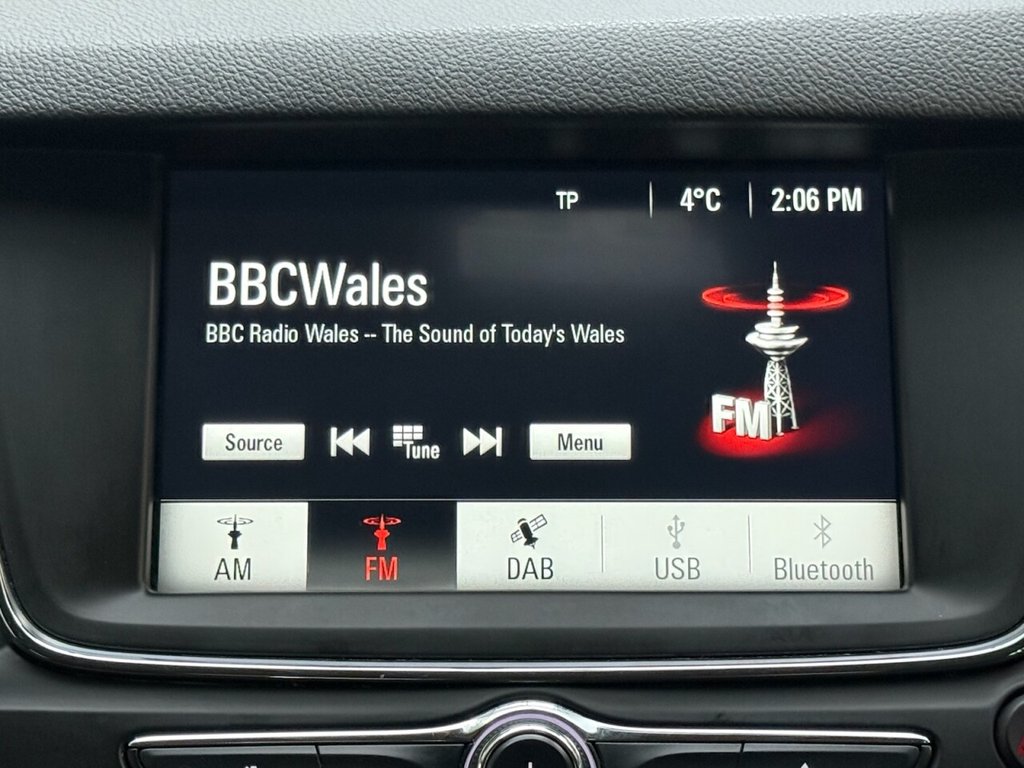 TP 4°C 2:06 PM
BBCWales
BBC Radio Wales -- The Sound of Today's Wales
FM
Source Tune Menu
AM FM DAB USB Bluetooth